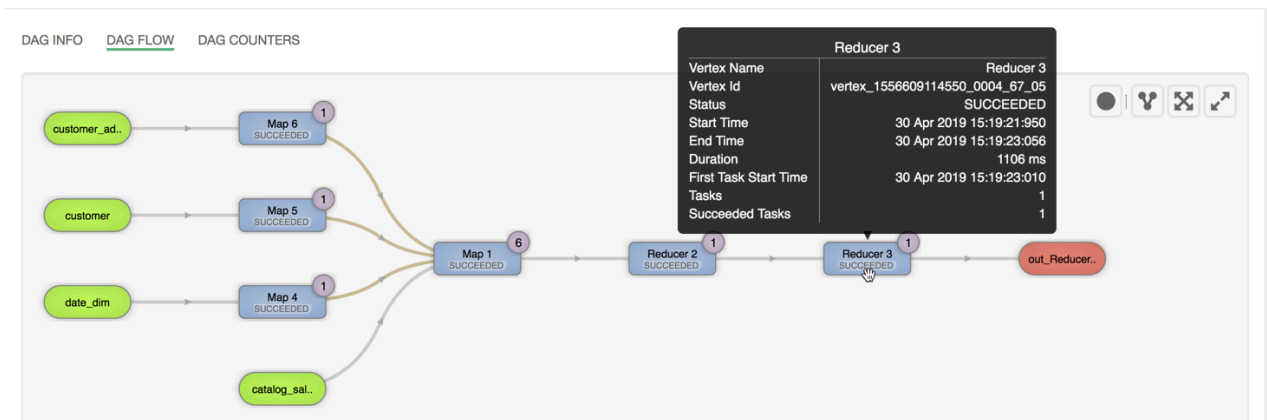 DAG INFO DAG FLOW DAG COUNTERS
Reducer 3
Vertex Name Reducer 3
Vertex Id vertex_1556609114550_0004_67_05
Status SUCCEEDED
Start Time 30 Apr 2019 15:19:21:950
End Time 30 Apr 2019 15:19:23:056
Duration 1106 ms
First Task Start Time 30 Apr 2019 15:19:23:010
Tasks 1
Succeeded Tasks 1
customer_ad..
Map 6
SUCCEEDED
1
customer
Map 5
SUCCEEDED
1
date_dim
Map 4
SUCCEEDED
1
catalog_sal..
Map 1
SUCCEEDED
6
Reducer 2
SUCCEEDED
1
Reducer 3
SUCCEEDED
1
out_Reducer..